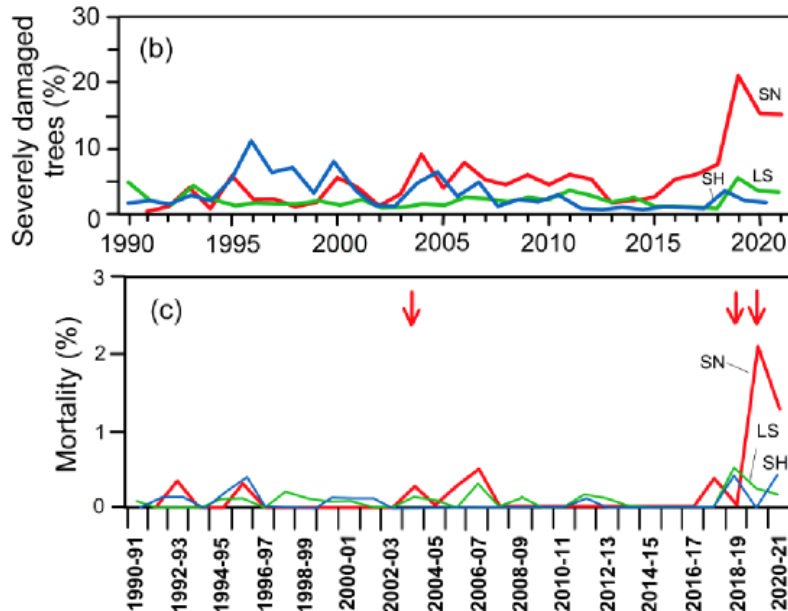 30
(b)
Severely damaged
trees (%)
20
10
0
SN
SH
LS
1990
1995
2000
2005
2010
2015
2020
3
(c)
Mortality (%)
2
1
0
SN
LS
SH
1990-91
1992-93
1994-95
1996-97
1998-99
2000-01
2002-03
2004-05
2006-07
2008-09
2010-11
2012-13
2014-15
2016-17
2018-19
2020-21